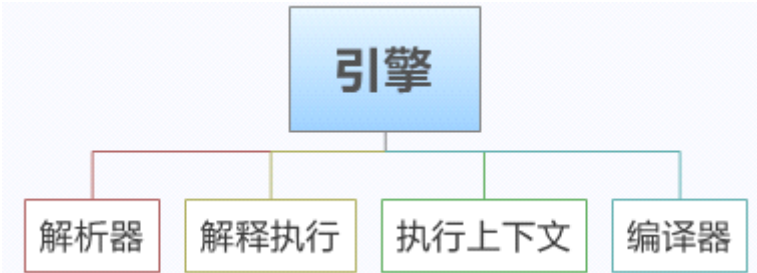 引擎
解析器
解释执行
执行上下文
编译器